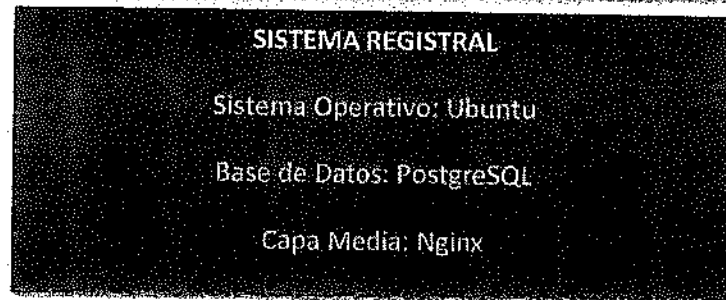 SISTEMA REGISTRAL
Sistema Operativo: Ubuntu
Base de Datos: PostgreSQL
Capa Media: Nginx